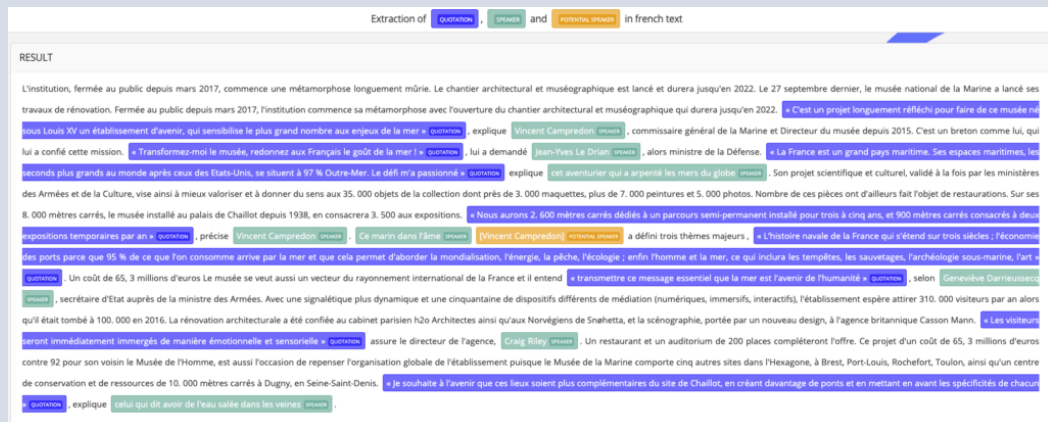 Extraction of QUOTATION , SPEAKER and POTENTIAL SPEAKER in french text
RESULT
L'institution, fermée au public depuis mars 2017, commence une métamorphose longuement mûrie. Le chantier architectural et muséographique est lancé et durera jusqu'en 2022. Le 27 septembre dernier, le musée national de la Marine a lancé ses
travaux de rénovation. Fermée au public depuis mars 2017, l'institution commence sa métamorphose avec l'ouverture du chantier architectural et muséographique qui durera jusqu'en 2022. « C'est un projet longuement réfléchi pour faire de ce musée né
sous Louis XV un établissement d'avenir, qui sensibilise le plus grand nombre aux enjeux de la mer » QUOTATION , explique Vincent Campredon SPEAKER , commissaire général de la Marine et Directeur du musée depuis 2015. C'est un breton comme lui, qui
lui a confié cette mission. « Transformez-moi le musée, redonnez aux Français le goût de la mer ! » QUOTATION , lui a demandé Jean-Yves Le Drian SPEAKER , alors ministre de la Défense. « La France est un grand pays maritime. Ses espaces maritimes, les
seconds plus grands au monde après ceux des Etats-Unis, se situent à 97 % Outre-Mer. Le défi m'a passionné » QUOTATION explique cet aventurier qui a arpenté les mers du globe SPEAKER . Son projet scientifique et culturel, validé à la fois par les ministères
des Armées et de la Culture, vise ainsi à mieux valoriser et à donner du sens aux 35. 000 objets de la collection dont près de 3. 000 maquettes, plus de 7. 000 peintures et 5. 000 photos. Nombre de ces pièces ont d'ailleurs fait l'objet de restaurations. Sur ses
8. 000 mètres carrés, le musée installé au palais de Chaillot depuis 1938, en consacrera 3. 500 aux expositions. « Nous aurons 2. 600 mètres carrés dédiés à un parcours semi-permanent installé pour trois à cinq ans, et 900 mètres carrés consacrés à deux
expositions temporaires par an » QUOTATION , précise Vincent Campredon SPEAKER . Ce marin dans l'âme SPEAKER [Vincent Campredon] POTENTIAL SPEAKER a défini trois thèmes majeurs , « L'histoire navale de la France qui s'étend sur trois siècles ; l'économie
des ports parce que 95 % de ce que l'on consomme arrive par la mer et que cela permet d'aborder la mondialisation, l'énergie, la pêche, l'écologie ; enfin l'homme et la mer, ce qui inclura les tempêtes, les sauvetages, l'archéologie sous-marine, l'art »
QUOTATION . Un coût de 65, 3 millions d'euros Le musée se veut aussi un vecteur du rayonnement international de la France et il entend « transmettre ce message essentiel que la mer est l'avenir de l'humanité » QUOTATION , selon Geneviève Darrieussecq
SPEAKER , secrétaire d'Etat auprès de la ministre des Armées. Avec une signalétique plus dynamique et une cinquantaine de dispositifs différents de médiation (numériques, immersifs, interactifs), l'établissement espère attirer 310. 000 visiteurs par an alors
qu'il était tombé à 100. 000 en 2016. La rénovation architecturale a été confiée au cabinet parisien h2o Architectes ainsi qu'aux Norvégiens de Snøhetta, et la scénographie, portée par un nouveau design, à l'agence britannique Casson Mann. « Les visiteurs
seront immédiatement immergés de manière émotionnelle et sensorielle » QUOTATION assure le directeur de l'agence, Craig Riley SPEAKER . Un restaurant et un auditorium de 200 places compléteront l'offre. Ce projet d'un coût de 65, 3 millions d'euros
contre 92 pour son voisin le Musée de l'Homme, est aussi l'occasion de repenser l'organisation globale de l'établissement puisque le Musée de la Marine comporte cinq autres sites dans l'Hexagone, à Brest, Port-Louis, Rochefort, Toulon, ainsi qu'un centre
de conservation et de ressources de 10. 000 mètres carrés à Dugny, en Seine-Saint-Denis. « Je souhaite à l'avenir que ces lieux soient plus complémentaires du site de Chaillot, en créant davantage de ponts et en mettant en avant les spécificités de chacun
» QUOTATION , explique celui qui dit avoir de l'eau salée dans les veines SPEAKER .